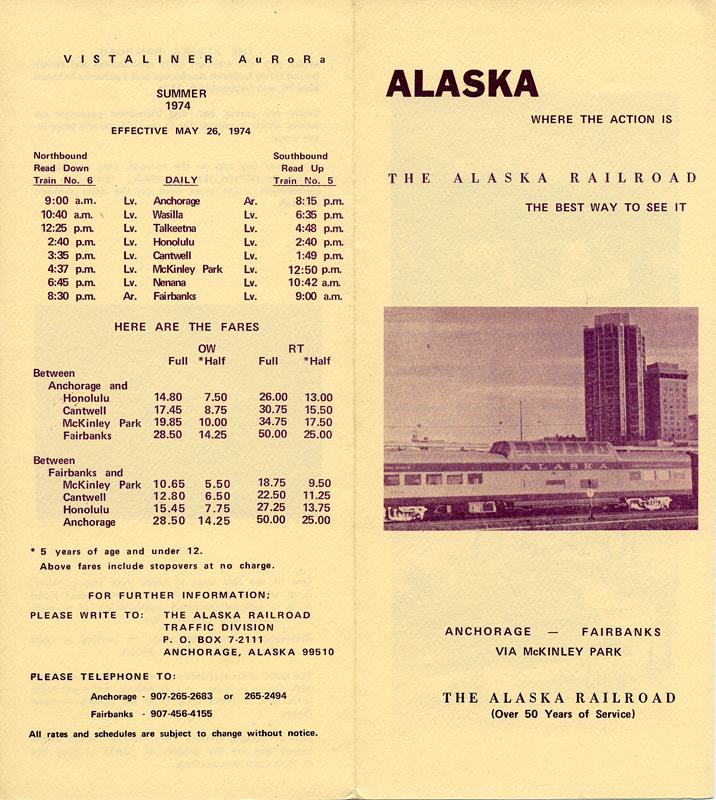 VISTALINER AuRoRa
SUMMER
1974
EFFECTIVE MAY 26, 1974
Northbound Southbound
Read Down Read Up
Train No. 6 DAILY Train No. 5
9:00 a.m. Lv. Anchorage Ar. 8:15 p.m.
10:40 a.m. Lv. Wasilla Lv. 6:35 p.m.
12:25 p.m. Lv. Talkeetna Lv. 4:48 p.m.
2:40 p.m. Lv. Honolulu Lv. 2:40 p.m.
3:35 p.m. Lv. Cantwell Lv. 1:49 p.m.
4:37 p.m. Lv. McKinley Park Lv. 12:50 p.m.
6:45 p.m. Lv. Nenana Lv. 10:42 a.m.
8:30 p.m. Ar. Fairbanks Lv. 9:00 a.m.
HERE ARE THE FARES
OW RT
Full *Half Full *Half
Between
Anchorage and
Honolulu 14.80 7.50 26.00 13.00
Cantwell 17.45 8.75 30.75 15.50
McKinley Park 19.85 10.00 34.75 17.50
Fairbanks 28.50 14.25 50.00 25.00
Between
Fairbanks and
McKinley Park 10.65 5.50 18.75 9.50
Cantwell 12.80 6.50 22.50 11.25
Honolulu 15.45 7.75 27.25 13.75
Anchorage 28.50 14.25 50.00 25.00
* 5 years of age and under 12.
Above fares include stopovers at no charge.
FOR FURTHER INFORMATION;
PLEASE WRITE TO: THE ALASKA RAILROAD
TRAFFIC DIVISION
P. O. BOX 7-2111
ANCHORAGE, ALASKA 99510
PLEASE TELEPHONE TO:
Anchorage - 907-265-2683 or 265-2494
Fairbanks - 907-456-4155
All rates and schedules are subject to change without notice.
ALASKA
WHERE THE ACTION IS
THE ALASKA RAILROAD
THE BEST WAY TO SEE IT
ALASKA
ANCHORAGE — FAIRBANKS
VIA McKINLEY PARK
THE ALASKA RAILROAD
(Over 50 Years of Service)